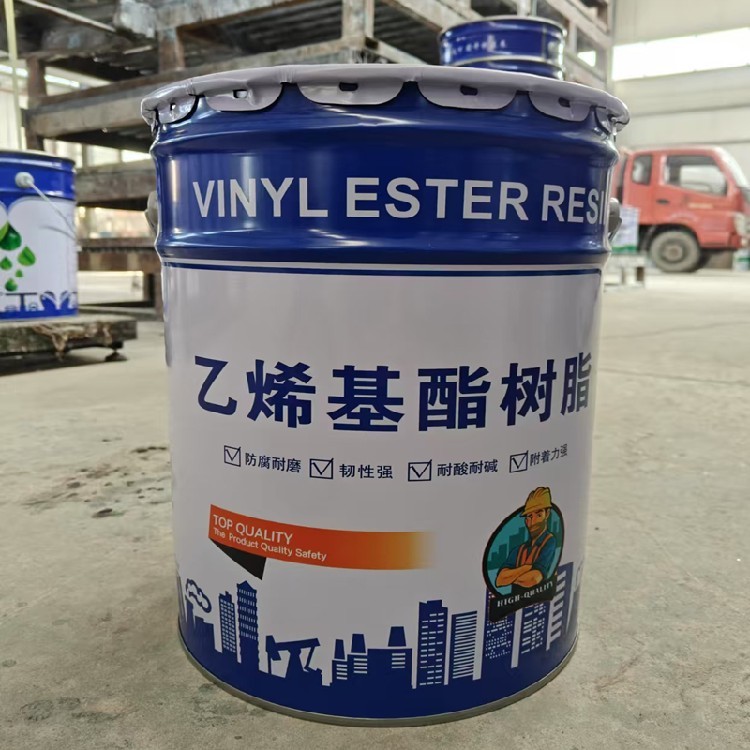 VINYL ESTER RESI
乙烯基酯树脂
防腐耐磨 韧性强 耐酸耐碱 附着力强
TOP QUALITY
The Product Quality Safety
HIGH-QUALITY